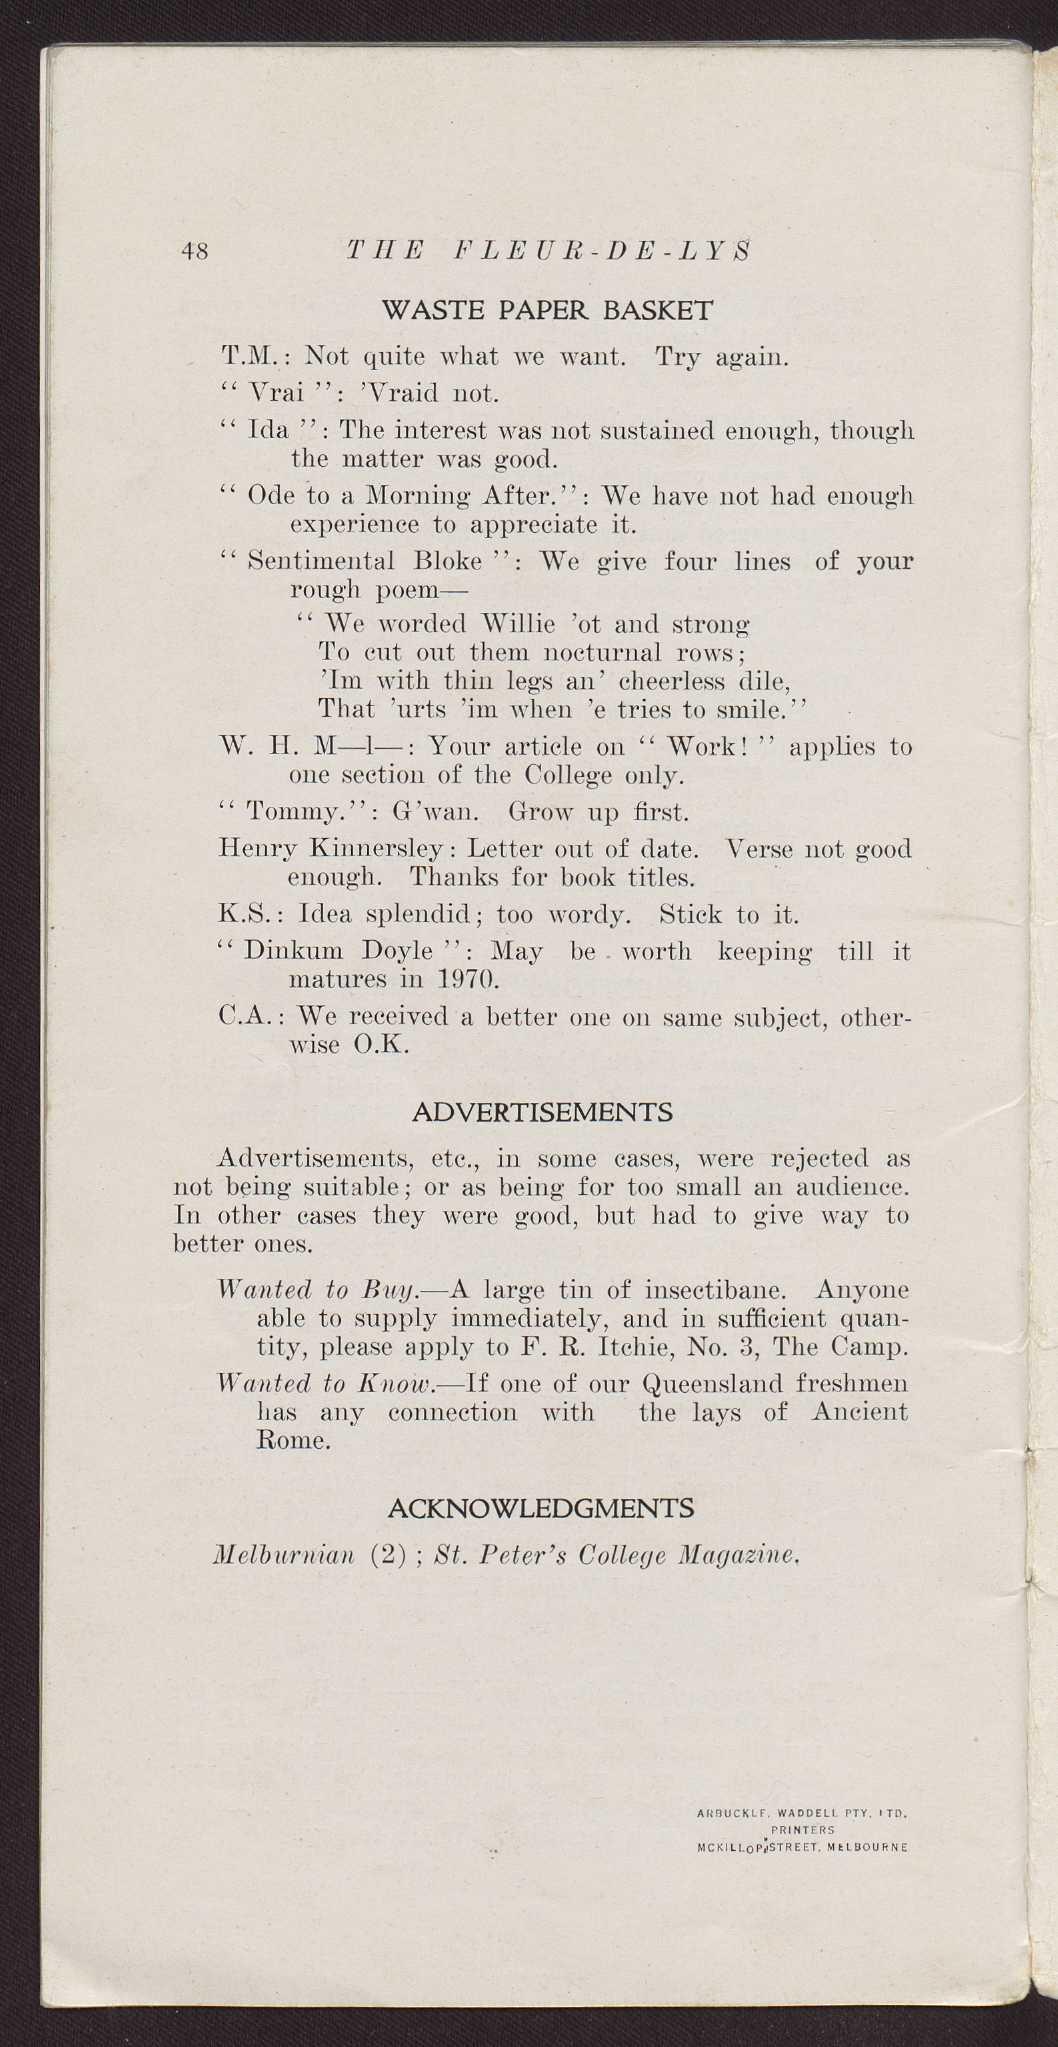 48 THE FLEUR-DE-LYS
WASTE PAPER BASKET
T.M.: Not quite what we want. Try again.
" Vrai ": 'Vraid not.
" Ida ": The interest was not sustained enough, though
the matter was good.
" Ode to a Morning After.": We have not had enough
experience to appreciate it.
" Sentimental Bloke ": We give four lines of your
rough poem—
" We worded Willie 'ot and strong
To cut out them nocturnal rows;
'Im with thin legs an' cheerless dile,
That 'urts 'im when 'e tries to smile."
W. H. M—l—: Your article on " Work! " applies to
one section of the College only.
" Tommy.": G'wan. Grow up first.
Henry Kinnersley: Letter out of date. Verse not good
enough. Thanks for book titles.
K.S.: Idea splendid; too wordy. Stick to it.
" Dinkum Doyle ": May be worth keeping till it
matures in 1970.
C.A.: We received a better one on same subject, other-
wise O.K.
ADVERTISEMENTS
Advertisements, etc., in some cases, were rejected as
not being suitable; or as being for too small an audience.
In other cases they were good, but had to give way to
better ones.
Wanted to Buy.—A large tin of insectibane. Anyone
able to supply immediately, and in sufficient quan-
tity, please apply to F. R. Itchie, No. 3, The Camp.
Wanted to Know.—If one of our Queensland freshmen
has any connection with the lays of Ancient
Rome.
ACKNOWLEDGMENTS
Melburnian (2) ; St. Peter's College Magazine.
ARBUCKLE, WADDELL PTY. LTD.
PRINTERS
MCKILLOP STREET, MELBOURNE